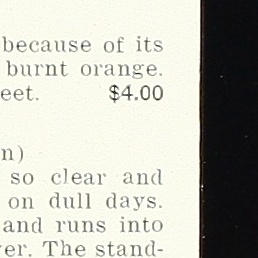 because of its
burnt orange.
eet. $4.00
n)
so clear and
on dull days.
and runs into
er. The stand-